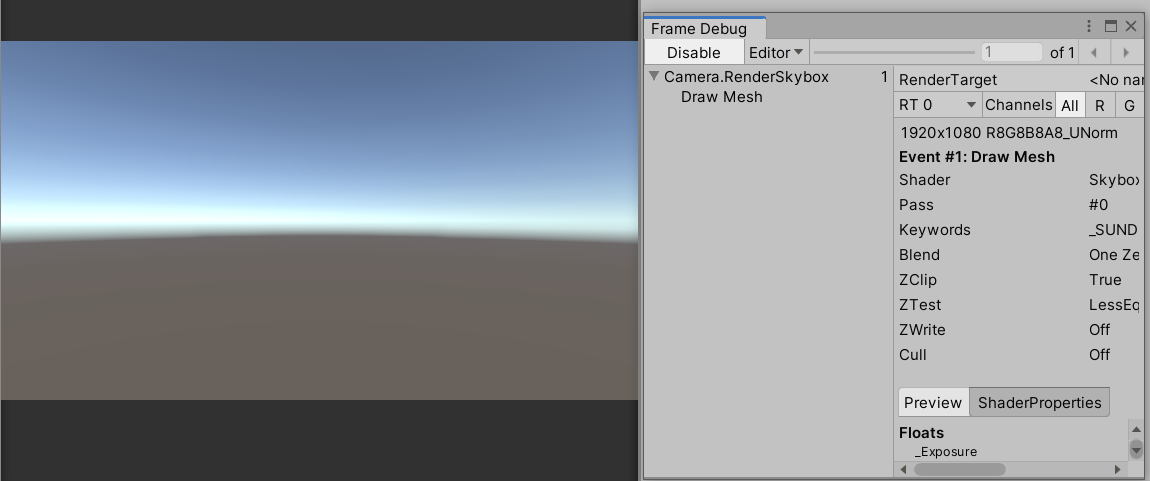 Frame Debug
Disable Editor 1 of 1
Camera.RenderSkybox 1
Draw Mesh
RenderTarget <No nar
RT 0 Channels All R G
1920x1080 R8G8B8A8_UNorm
Event #1: Draw Mesh
Shader Skybox
Pass #0
Keywords _SUND
Blend One Ze
ZClip True
ZTest LessEq
ZWrite Off
Cull Off
Preview ShaderProperties
Floats
_Exposure